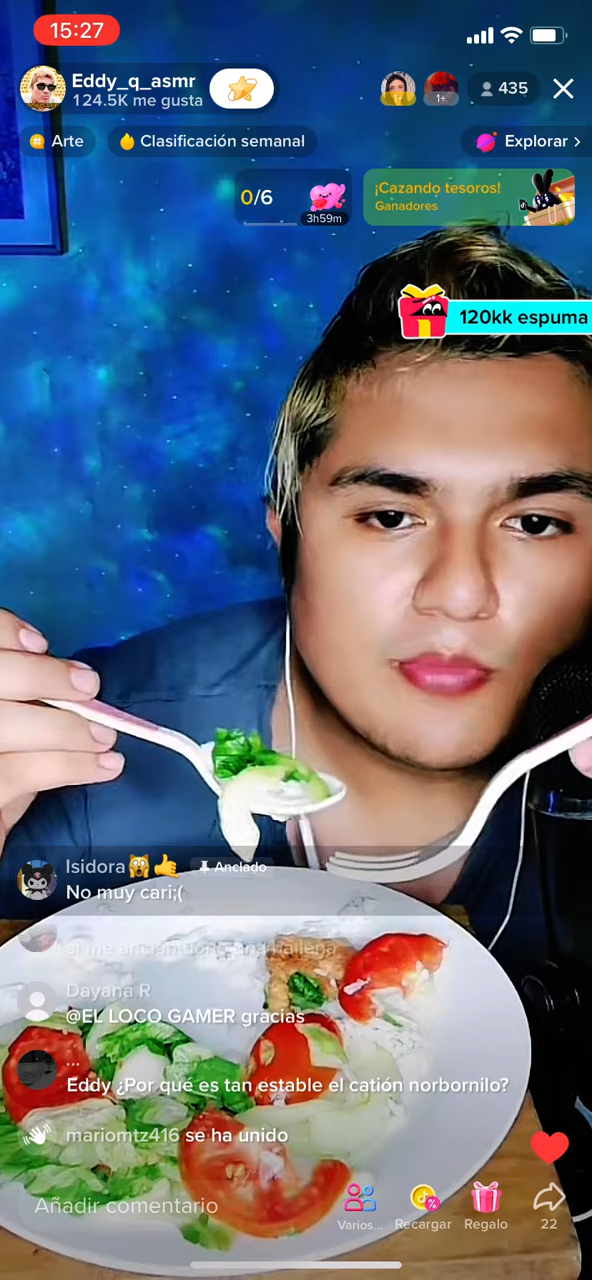 15:27
Eddy_q_asmr
124.5K me gusta
1+
1+
435
Arte
Clasificación semanal
Explorar >
0/6
3h59m
¡Cazando tesoros!
Ganadores
120kk espuma
Isidora🙀🤙 Anclado
No muy cari;(
Dayana R
@EL LOCO GAMER gracias
...
Eddy ¿Por qué es tan estable el catión norbornilo?
mariomtz416 se ha unido
Añadir comentario
Varios...
Recargar
Regalo
22